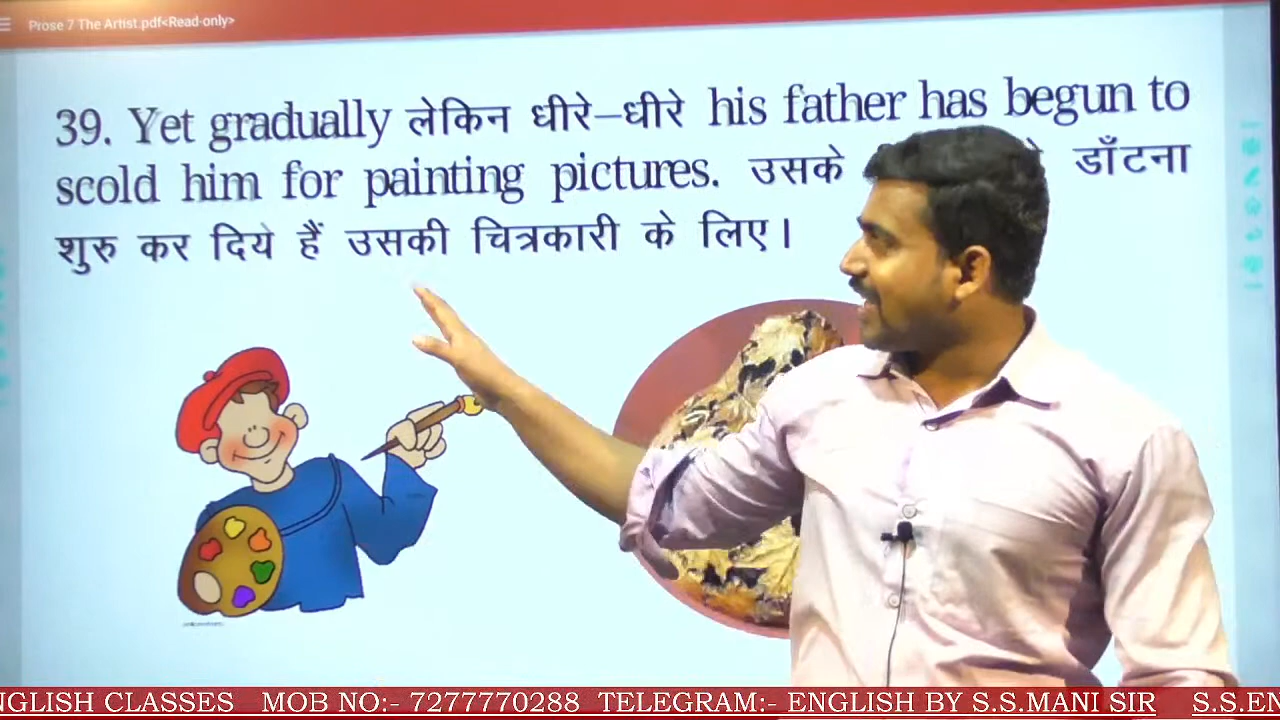 Prose 7 The Artist.pdf<Read-only>
39. Yet gradually लेकिन धीरे–धीरे his father has begun to
scold him for painting pictures. उसके डाँटना
शुरु कर दिये हैं उसकी चित्रकारी के लिए।
NGLISH CLASSES MOB NO:- 7277770288 TELEGRAM:- ENGLISH BY S.S.MANI SIR S.S.EN